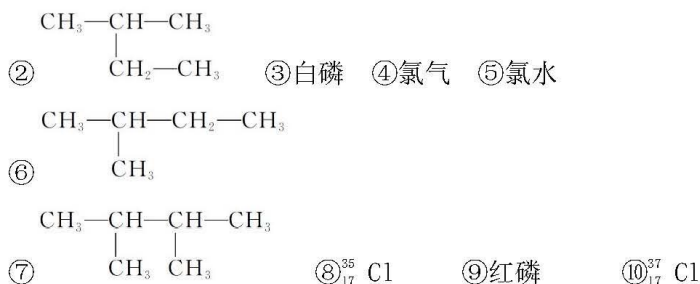 CH₃—CH—CH₃
② CH₂—CH₃ ③白磷 ④氯气 ⑤氯水
CH₃—CH—CH₂—CH₃
⑥ CH₃
CH₃—CH—CH—CH₃
⑦ CH₃ CH₃ ⑧³⁵₁₇Cl ⑨红磷 ⑩³⁷₁₇Cl